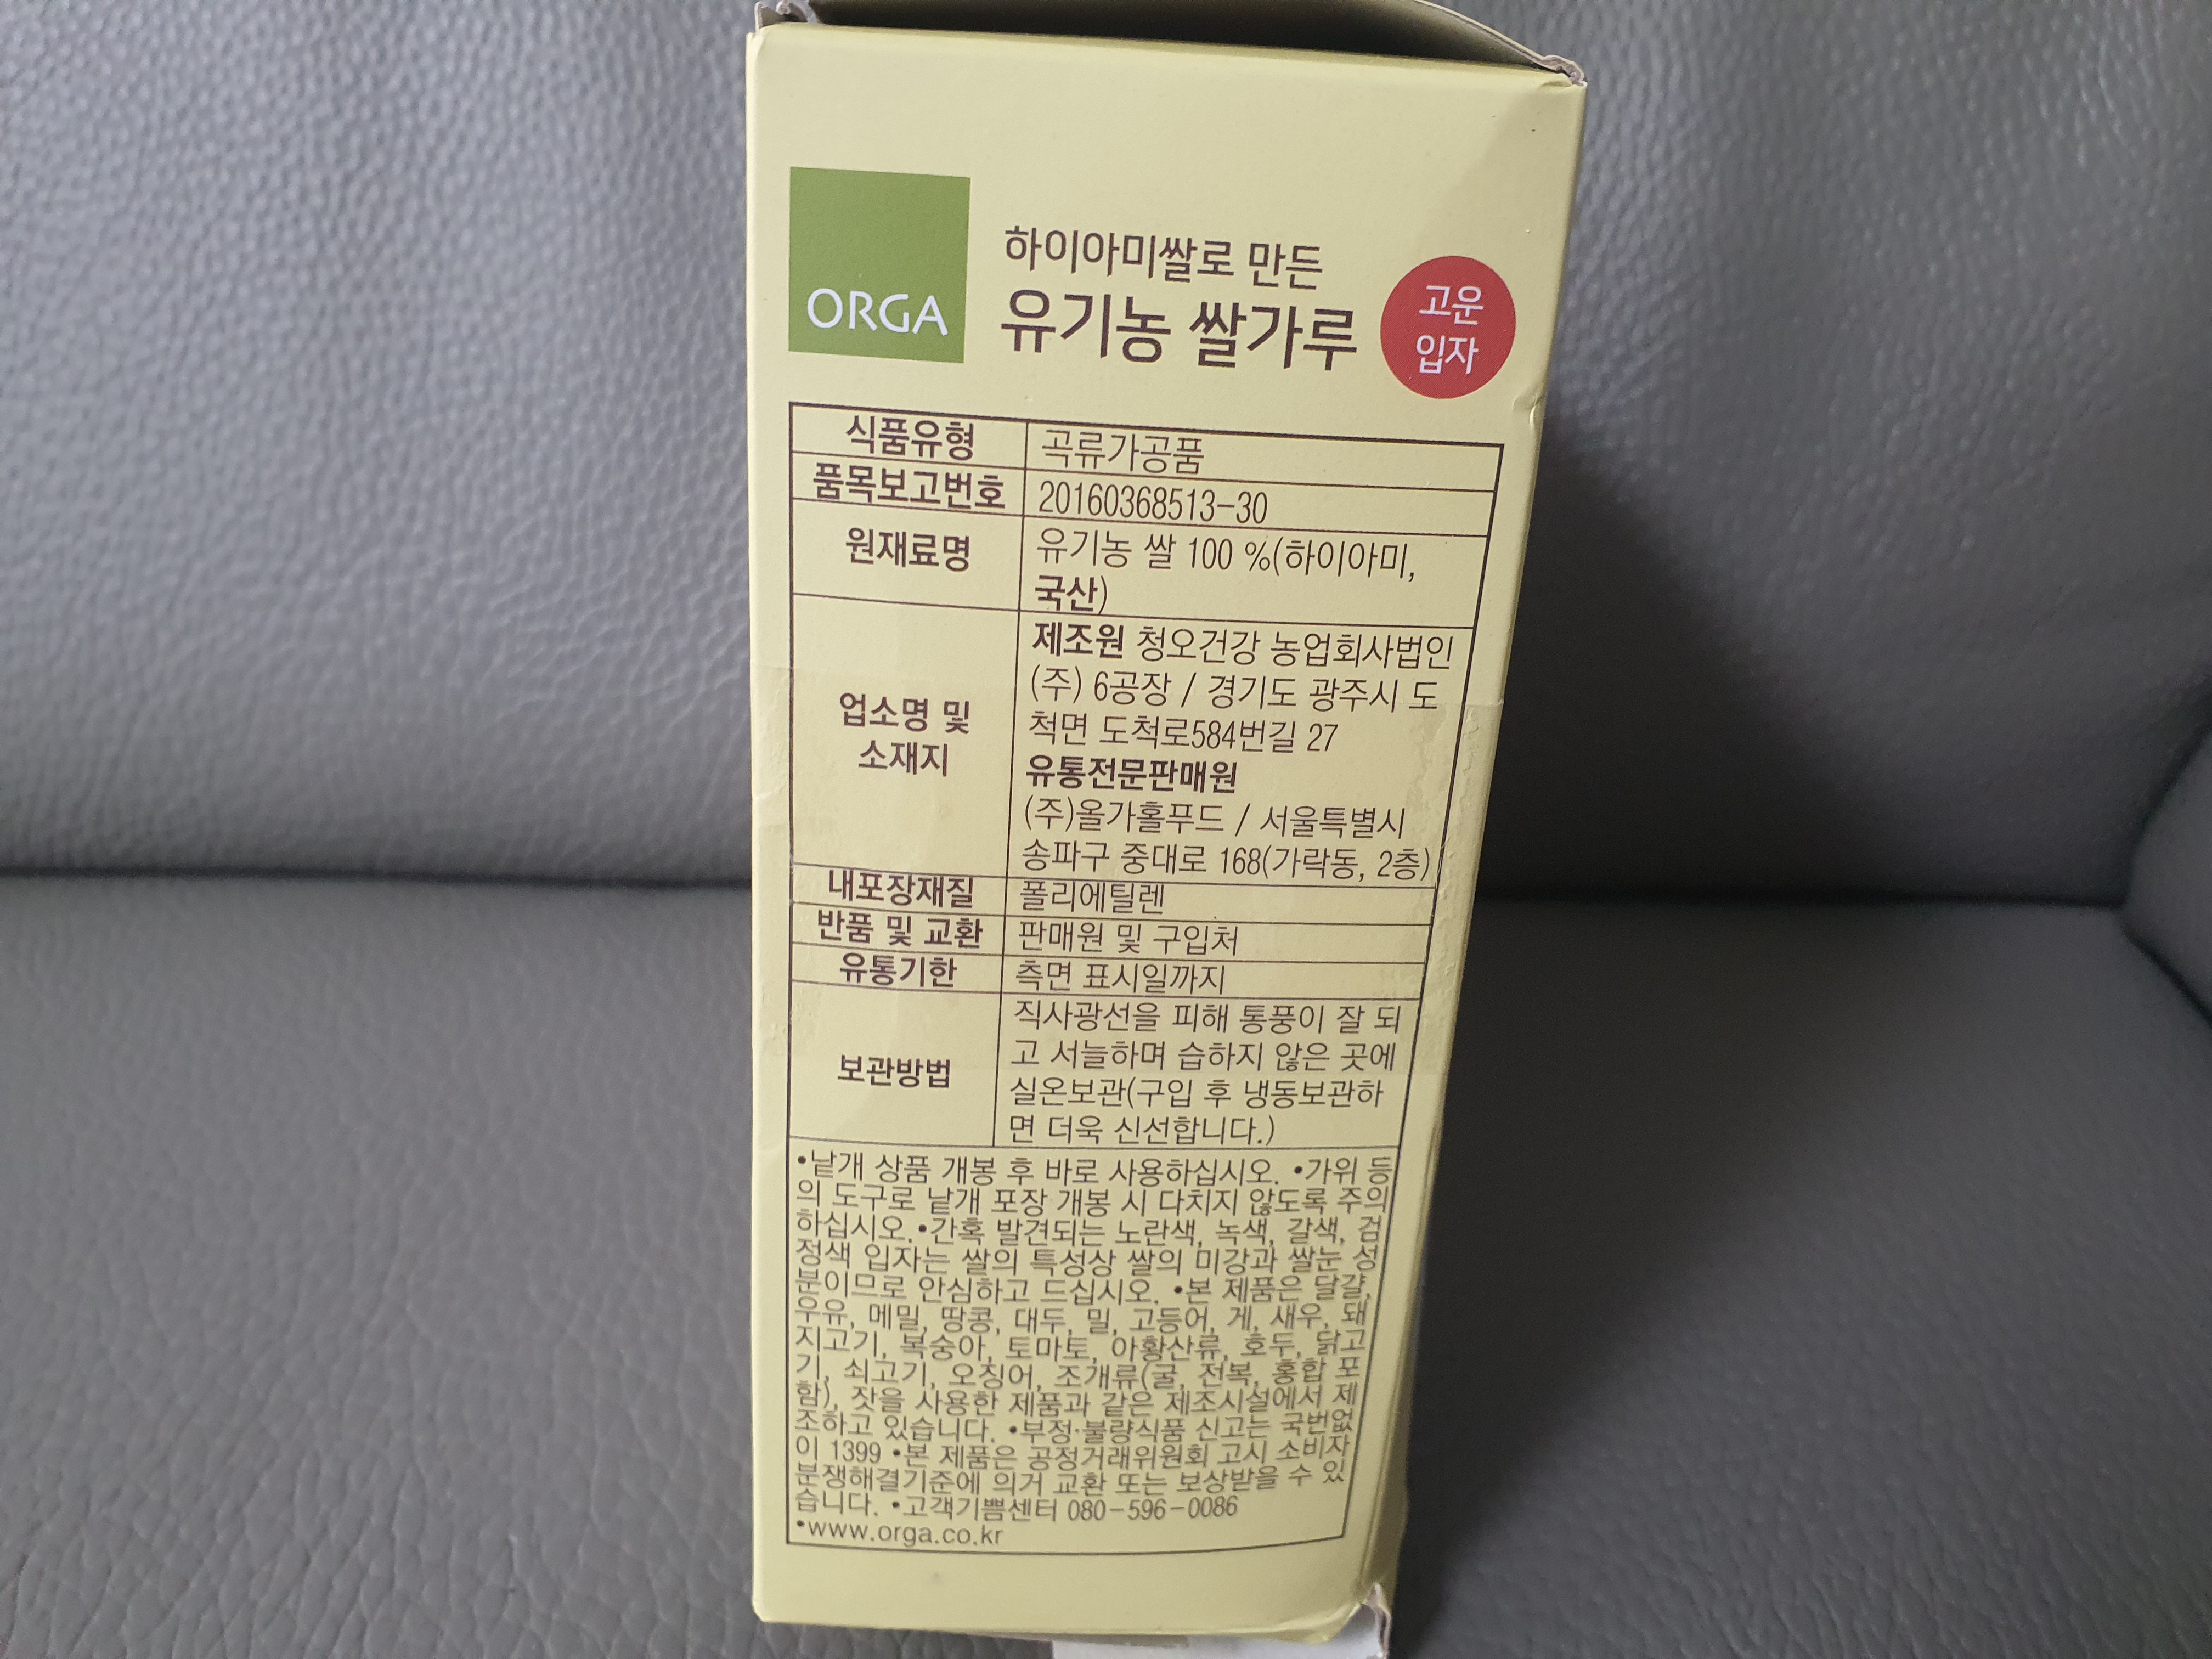 ORGA
하이아미쌀로 만든
유기농 쌀가루
고운
입자
식품유형 곡류가공품
품목보고번호 20160368513-30
원재료명 유기농 쌀 100 %(하이아미,
국산)
업소명 및
소재지
제조원 청오건강 농업회사법인
(주) 6공장 / 경기도 광주시 도
척면 도척로584번길 27
유통전문판매원
(주)올가홀푸드 / 서울특별시
송파구 중대로 168(가락동, 2층)
내포장재질 폴리에틸렌
반품 및 교환 판매원 및 구입처
유통기한 측면 표시일까지
보관방법
직사광선을 피해 통풍이 잘 되
고 서늘하며 습하지 않은 곳에
실온보관(구입 후 냉동보관하
면 더욱 신선합니다.)
•낱개 상품 개봉 후 바로 사용하십시오. •가위 등
의 도구로 낱개 포장 개봉 시 다치지 않도록 주의
하십시오.•간혹 발견되는 노란색, 녹색, 갈색, 검
정색 입자는 쌀의 특성상 쌀의 미강과 쌀눈 성
분이므로 안심하고 드십시오. •본 제품은 달걀,
우유, 메밀, 땅콩, 대두, 밀, 고등어, 게, 새우, 돼
지고기, 복숭아, 토마토, 아황산류, 호두, 닭고
기, 쇠고기, 오징어, 조개류(굴, 전복, 홍합 포
함), 잣을 사용한 제품과 같은 제조시설에서 제
조하고 있습니다. •부정·불량식품 신고는 국번없
이 1399 •본 제품은 공정거래위원회 고시 소비자
분쟁해결기준에 의거 교환 또는 보상받을 수 있
습니다. •고객기쁨센터 080-596-0086
•www.orga.co.kr